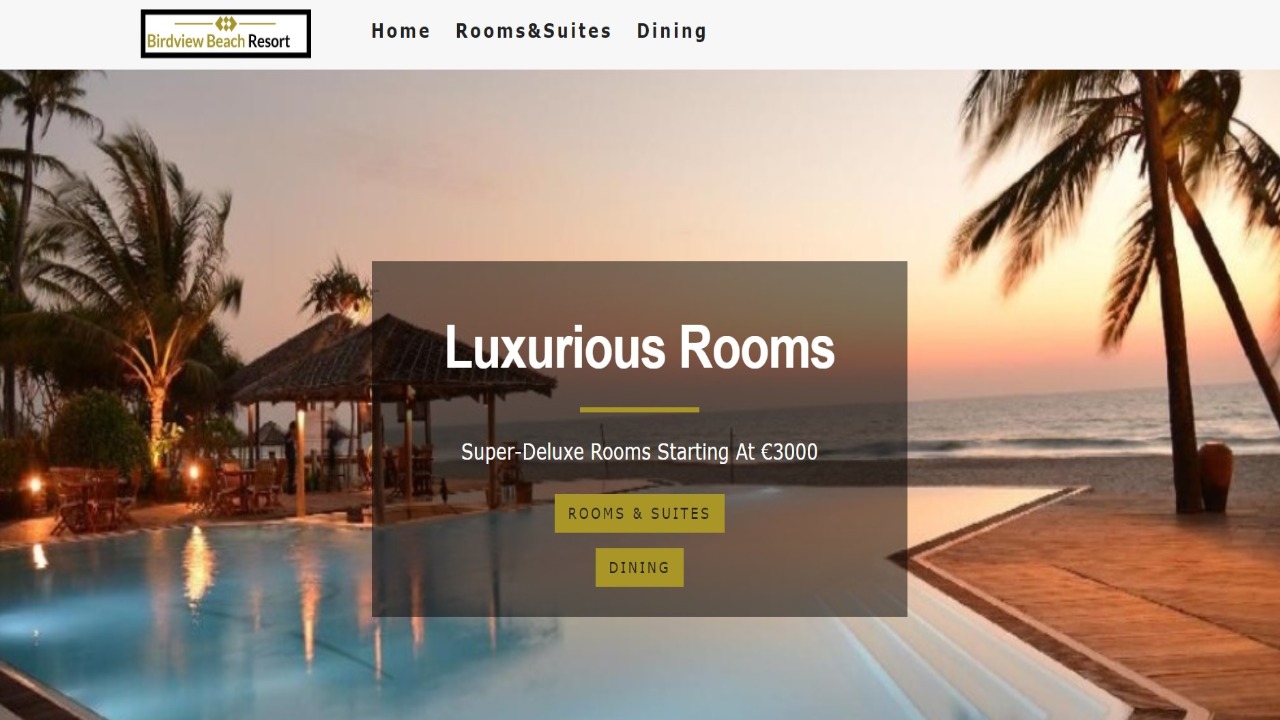 Birdview Beach Resort
Home Rooms&Suites Dining
Luxurious Rooms
Super-Deluxe Rooms Starting At €3000
ROOMS & SUITES
DINING